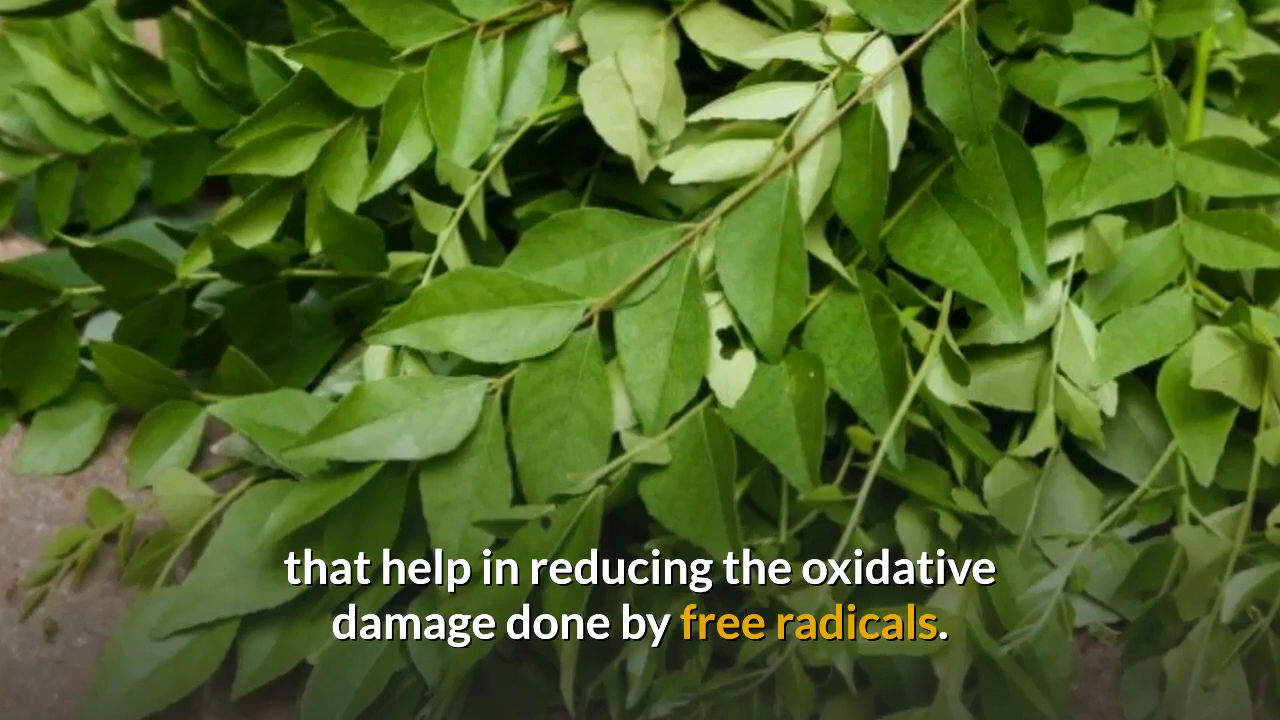 that help in reducing the oxidative
damage done by free radicals.